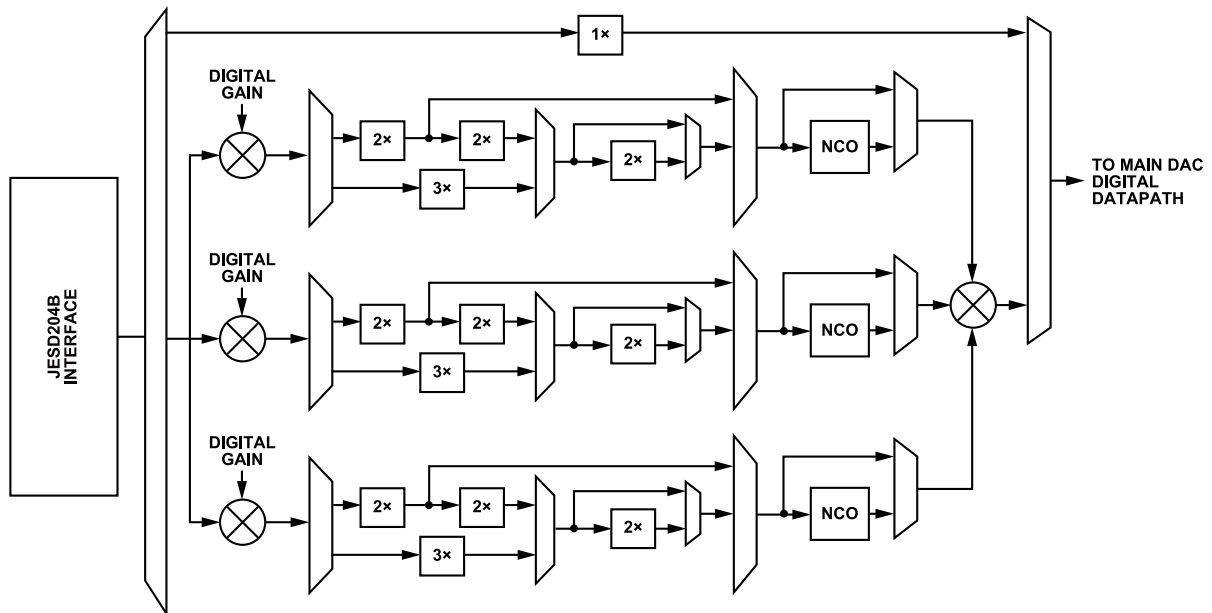 1×
DIGITAL
GAIN
2×
2×
2×
3×
NCO
TO MAIN DAC
DIGITAL
DATAPATH
JESD204B
INTERFACE
DIGITAL
GAIN
2×
2×
2×
3×
NCO
DIGITAL
GAIN
2×
2×
2×
3×
NCO